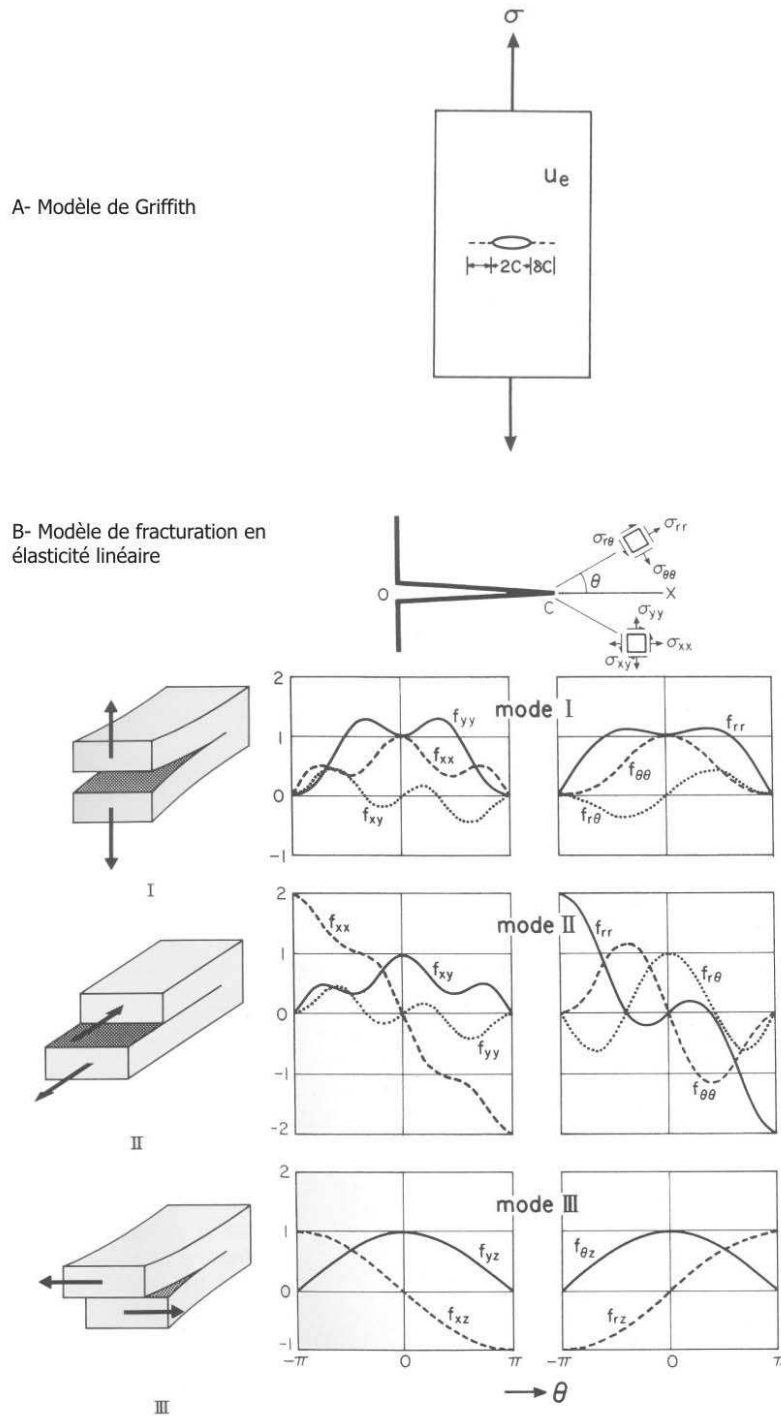 σ
A- Modèle de Griffith
u_e
2C δC
B- Modèle de fracturation en
élasticité linéaire
σ_rθ σ_rr
σ_θθ
θ
O C X
σ_yy
σ_xx
σ_xy
mode I
2
1
0
-1
f_yy
f_xx
f_xy
f_rr
f_θθ
f_rθ
I
mode II
2
1
0
-1
-2
f_xx
f_xy
f_yy
f_rr
f_rθ
f_θθ
II
mode III
2
1
0
-1
f_yz
f_xz
f_θz
f_rz
-π 0 π -π 0 π
θ
III